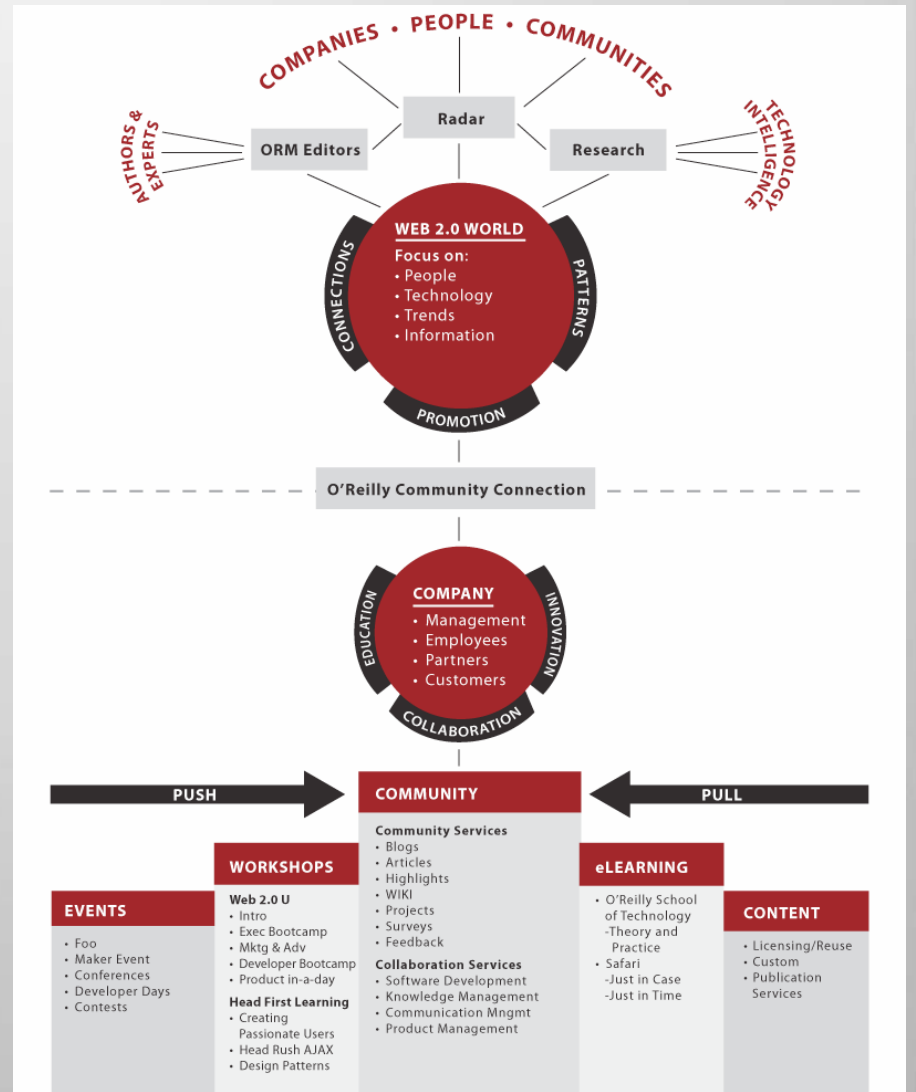 COMPANIES • PEOPLE • COMMUNITIES
Radar
ORM Editors
Research
AUTHORS &
EXPERTS
TECHNOLOGY
INTELLIGENCE
WEB 2.0 WORLD
Focus on:
• People
• Technology
• Trends
• Information
CONNECTIONS
PATTERNS
PROMOTION
O'Reilly Community Connection
COMPANY
• Management
• Employees
• Partners
• Customers
EDUCATION
INNOVATION
COLLABORATION
PUSH
PULL
EVENTS
• Foo
• Maker Event
• Conferences
• Developer Days
• Contests
WORKSHOPS
Web 2.0 U
• Intro
• Exec Bootcamp
• Mktg & Adv
• Developer Bootcamp
• Product in-a-day
Head First Learning
• Creating
Passionate Users
• Head Rush AJAX
• Design Patterns
COMMUNITY
Community Services
• Blogs
• Articles
• Highlights
• WIKI
• Projects
• Surveys
• Feedback
Collaboration Services
• Software Development
• Knowledge Management
• Communication Mngmt
• Product Management
eLEARNING
• O'Reilly School
of Technology
-Theory and
Practice
• Safari
-Just in Case
-Just in Time
CONTENT
• Licensing/Reuse
• Custom
• Publication
Services